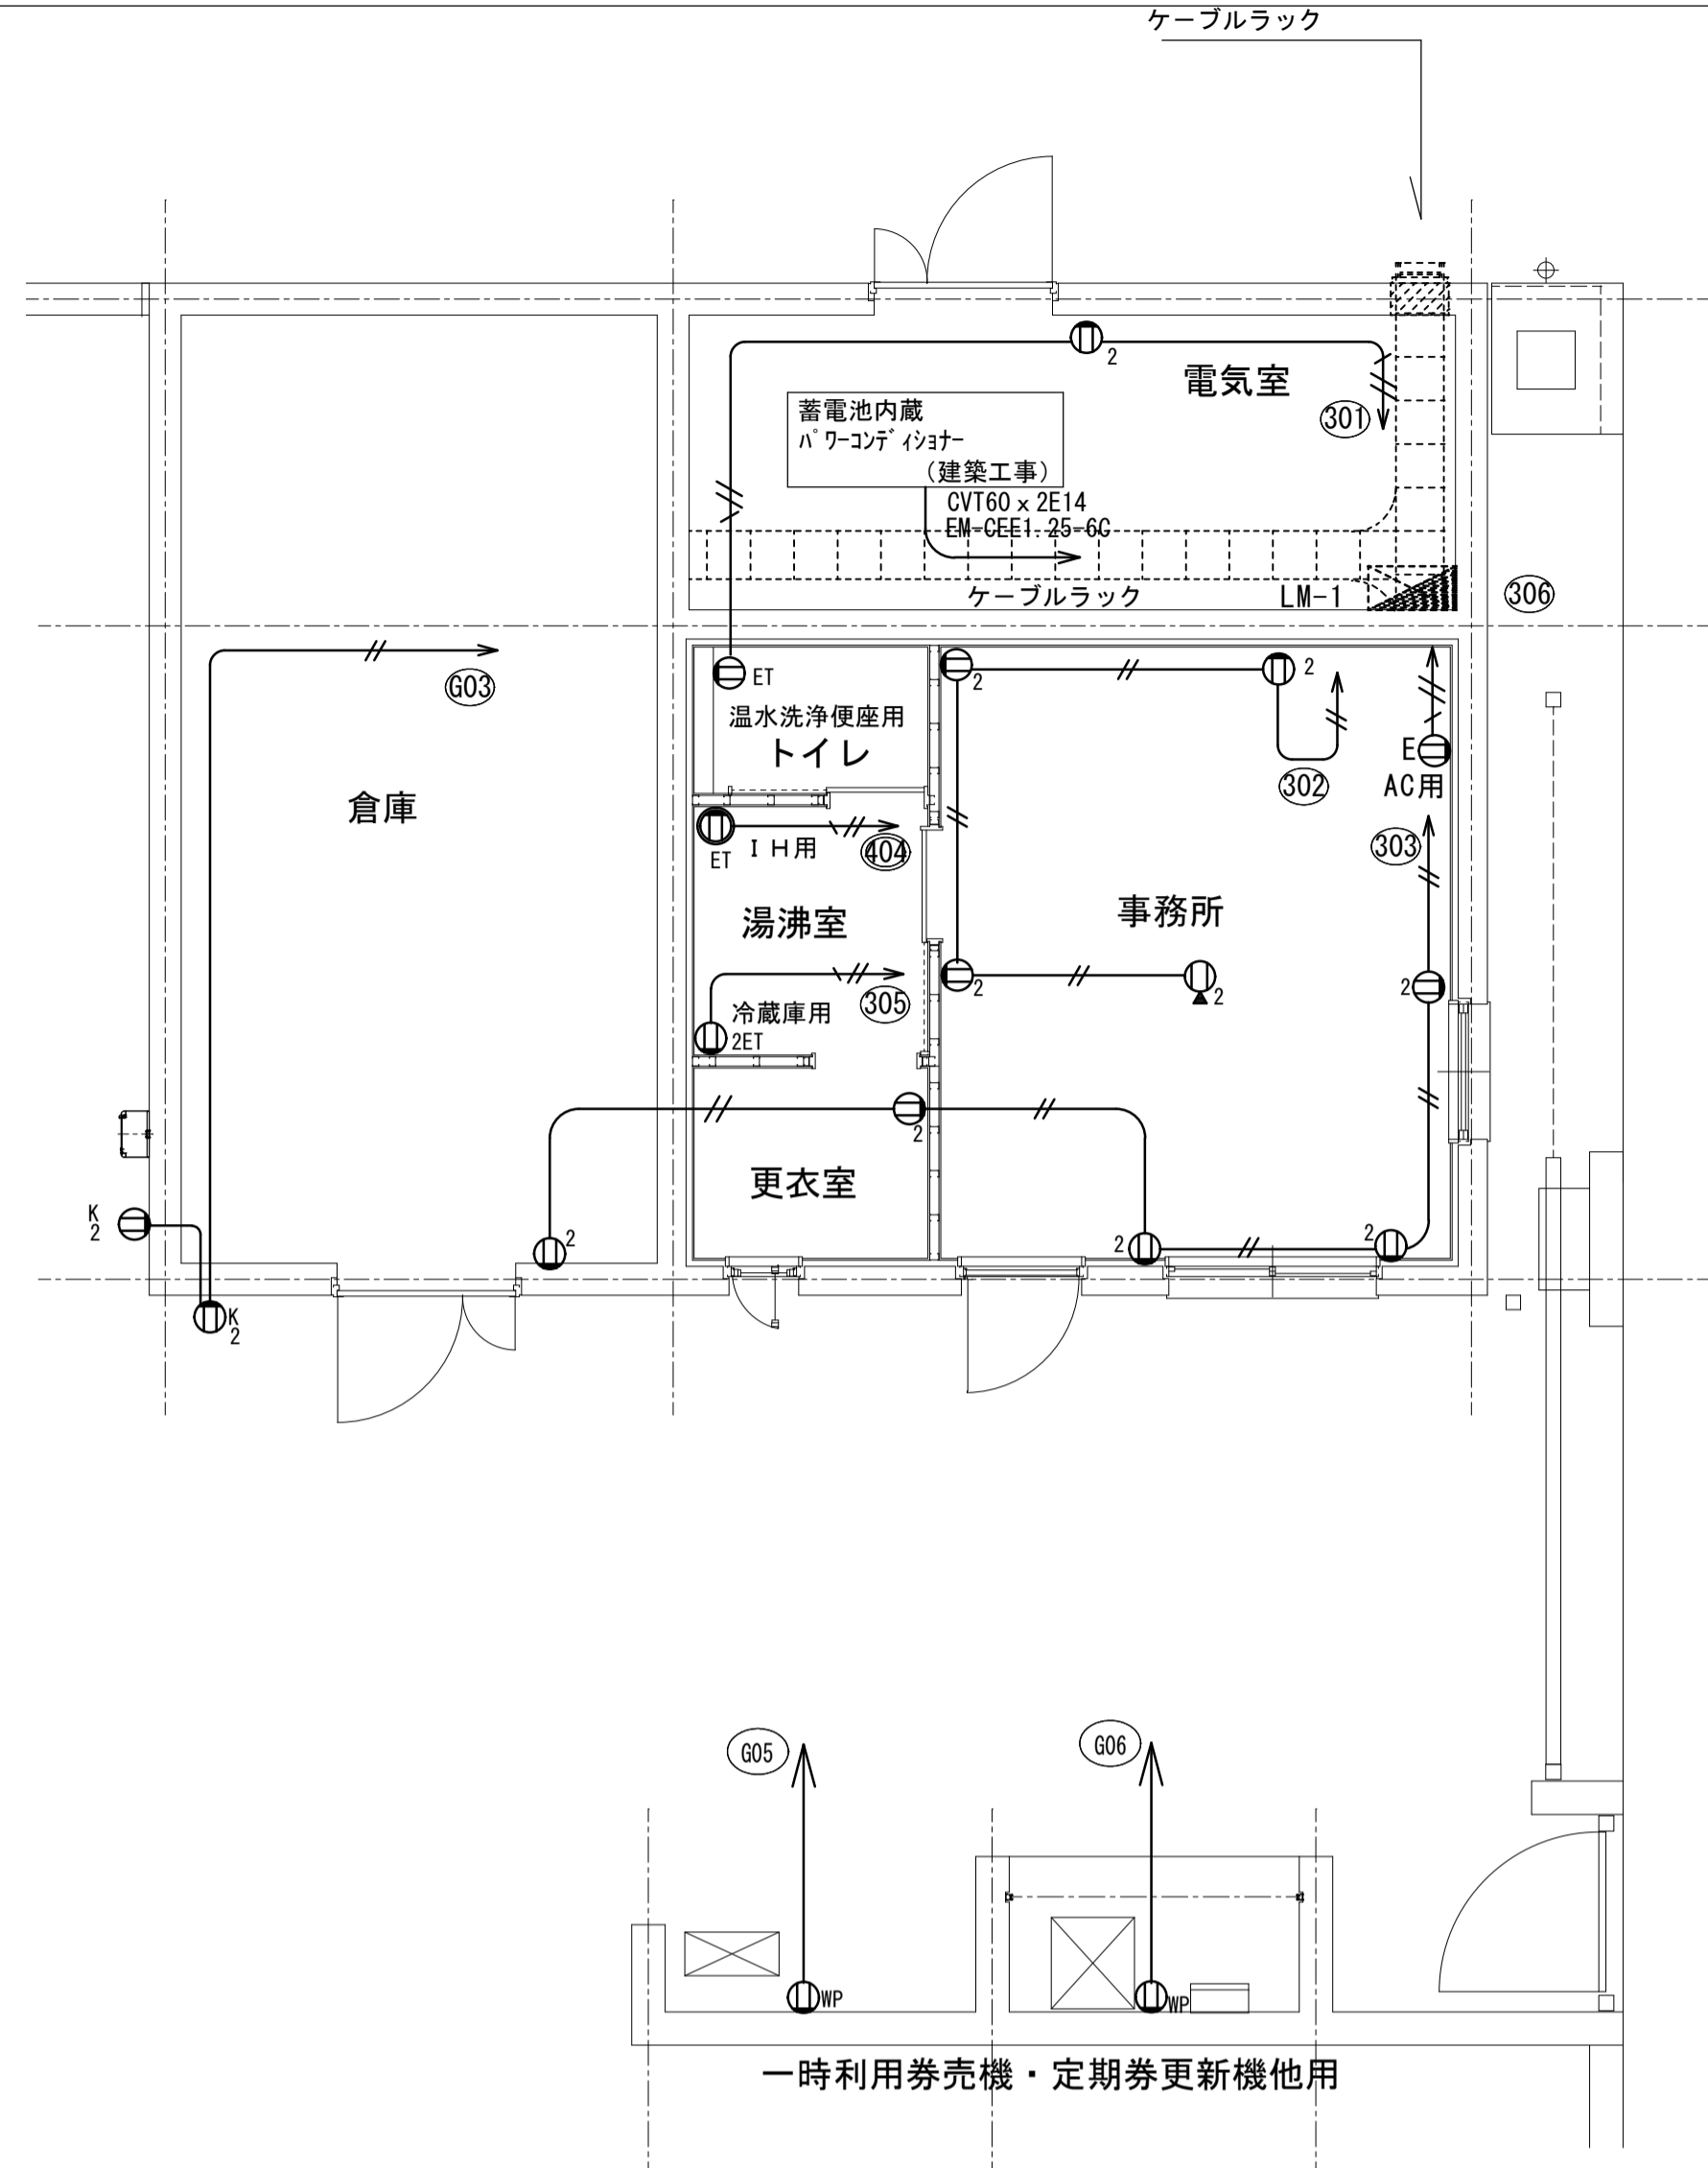 ケーブルラック
2
電気室
301
蓄電池内蔵
パワーコンディショナー
（建築工事）
CVT60×2E14
EM-CEE1.25-6C
ケーブルラック
LM-1
306
G03
ET
温水洗浄便座用
トイレ
2
2
302
E
AC用
303
倉庫
ET
ＩＨ用
404
湯沸室
事務所
305
冷蔵庫用
2ET
2
2
2
2
更衣室
K
2
2
2
2
K
2
G05
G06
WP
WP
一時利用券売機・定期券更新機他用